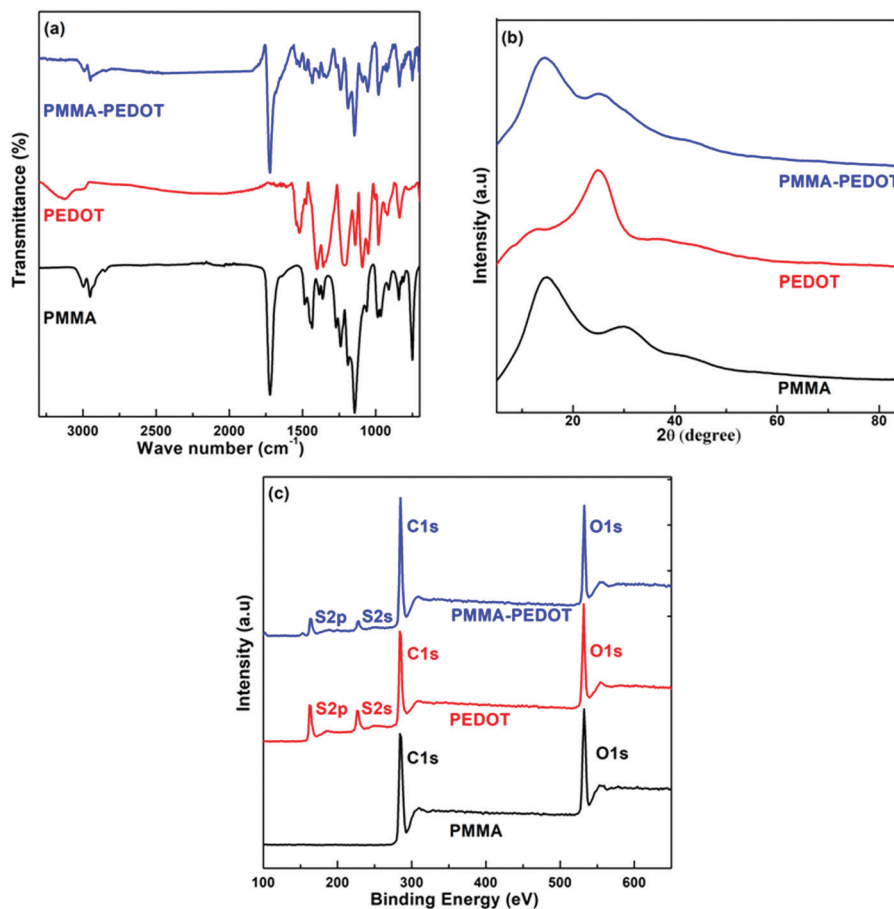 (a)
PMMA-PEDOT
PEDOT
PMMA
Transmittance (%)
3000 2500 2000 1500 1000
Wave number (cm⁻¹)
(b)
PMMA-PEDOT
PEDOT
PMMA
Intensity (a.u)
20 40 60 80
2θ (degree)
(c)
C1s O1s
S2p S2s
PMMA-PEDOT
C1s O1s
S2p S2s
PEDOT
C1s O1s
PMMA
Intensity (a.u)
100 200 300 400 500 600
Binding Energy (eV)